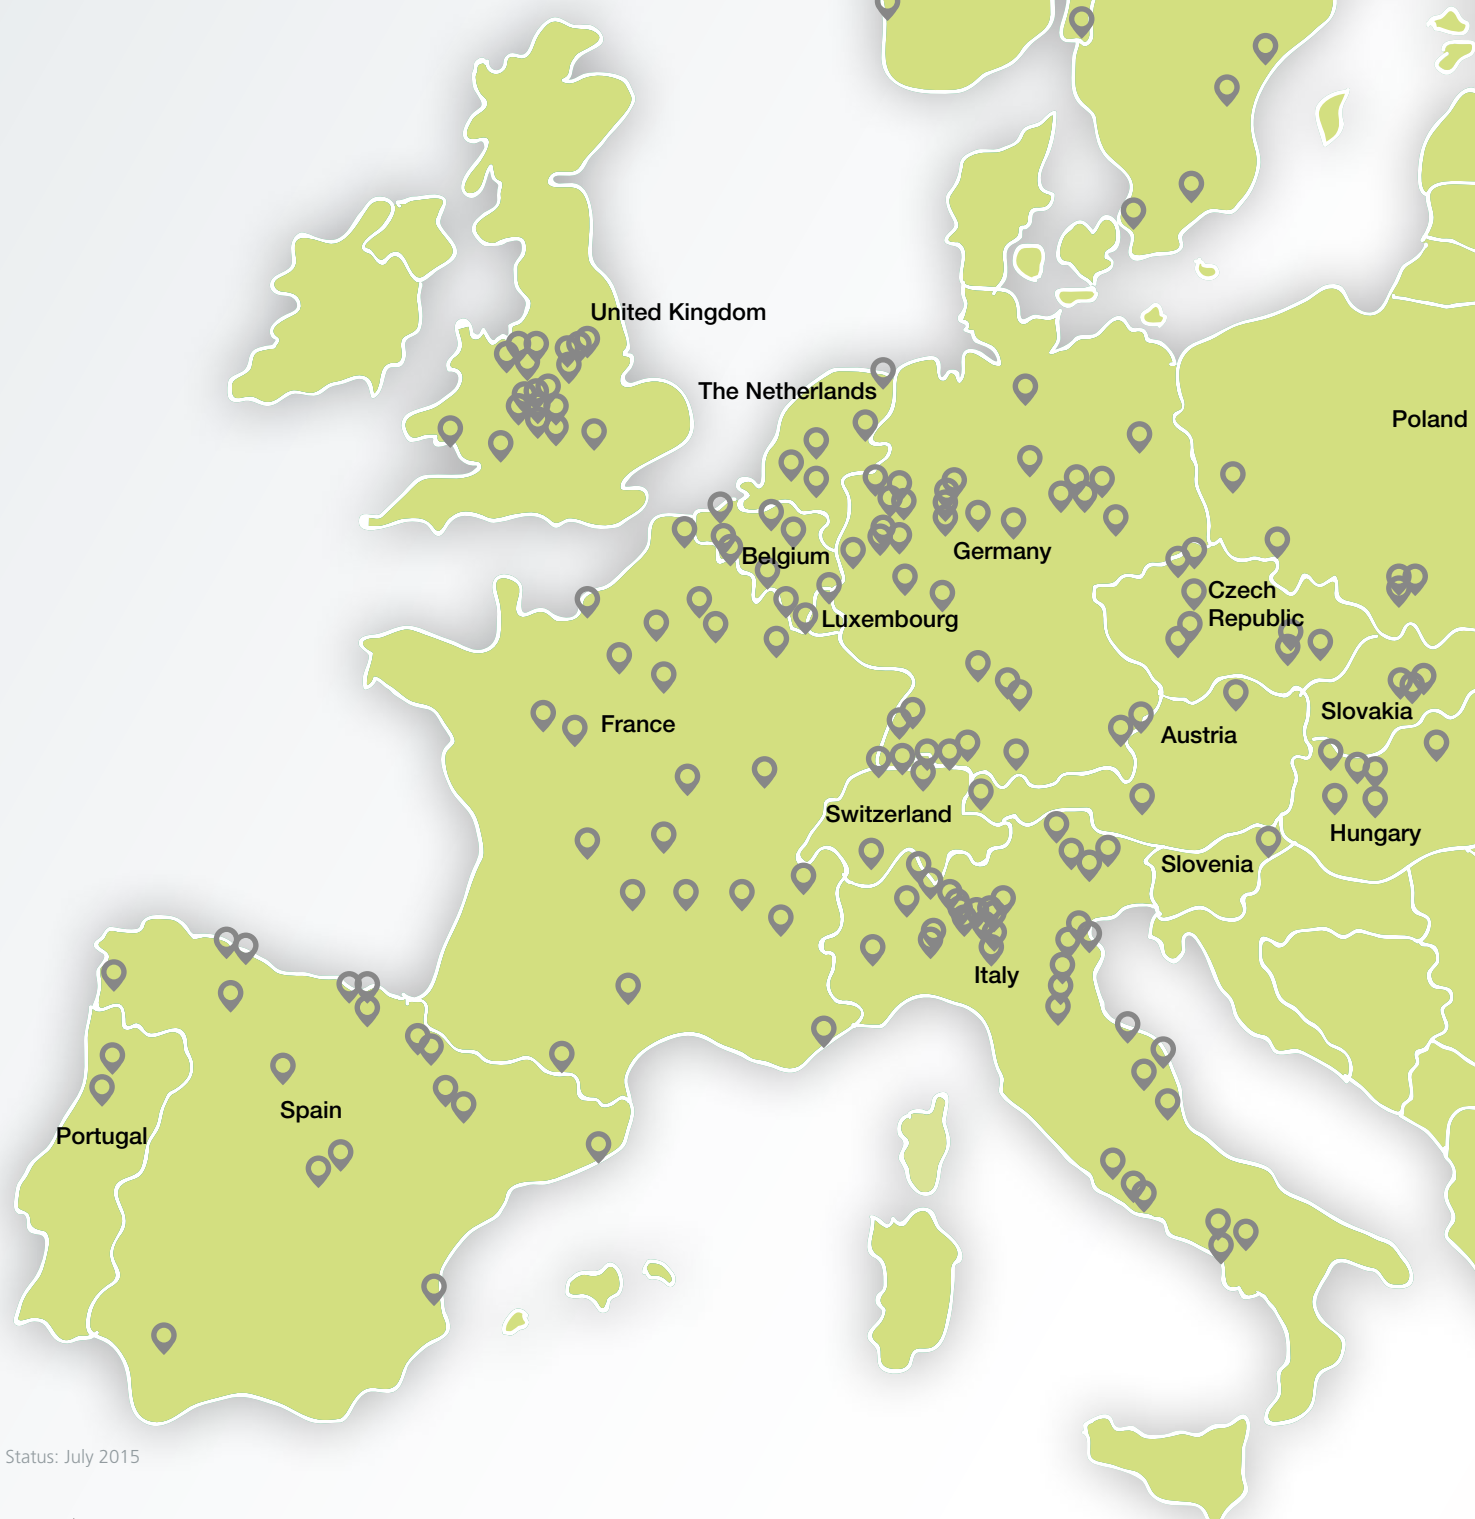 United Kingdom
The Netherlands
Poland
Belgium
Germany
Czech
Republic
Luxembourg
France
Slovakia
Austria
Switzerland
Hungary
Slovenia
Italy
Spain
Portugal
Status: July 2015